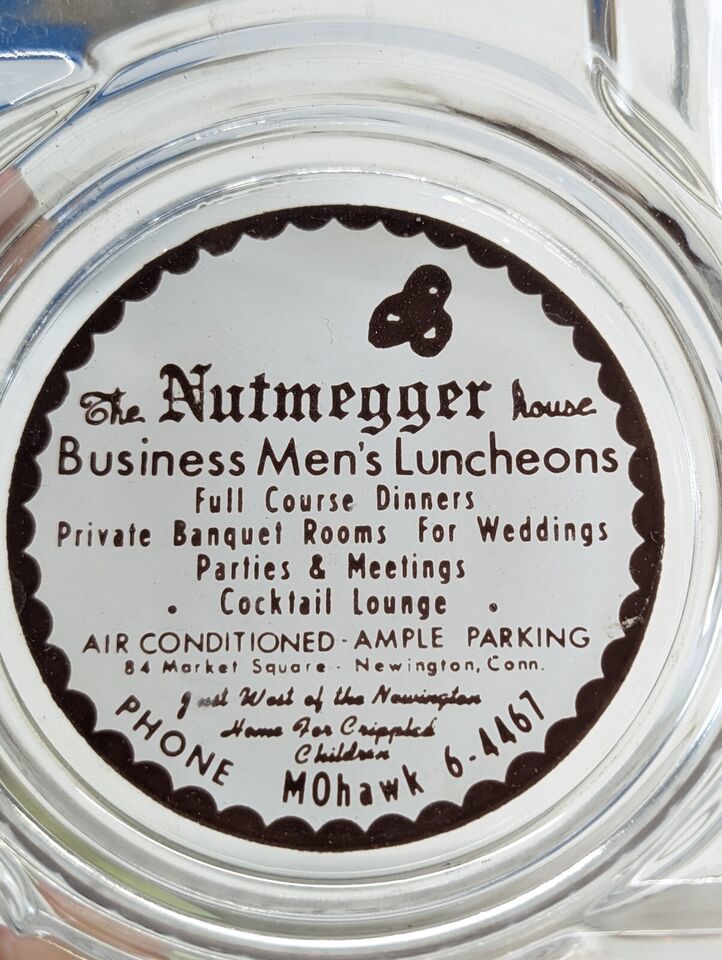 The Nutmegger house
Business Men's Luncheons
Full Course Dinners
Private Banquet Rooms For Weddings
Parties & Meetings
• Cocktail Lounge •
AIR CONDITIONED - AMPLE PARKING
84 Market Square - Newington, Conn.
Just West of the Newington
Home For Crippled
Children
PHONE MOhawk 6-4467